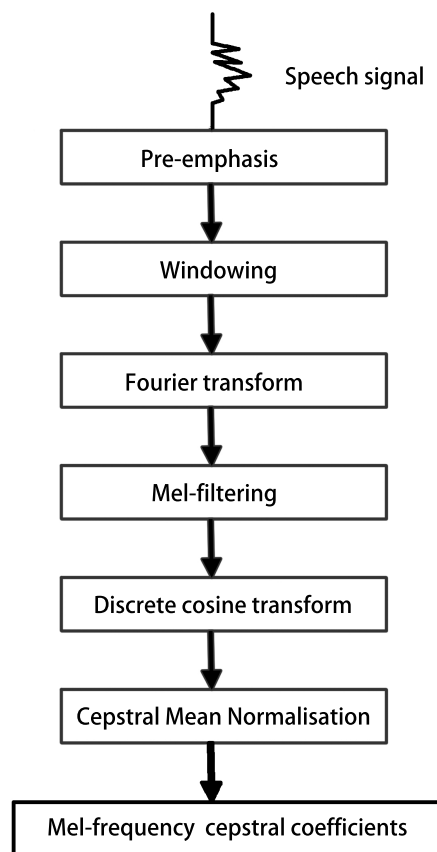 Speech signal
Pre-emphasis
Windowing
Fourier transform
Mel-filtering
Discrete cosine transform
Cepstral Mean Normalisation
Mel-frequency cepstral coefficients